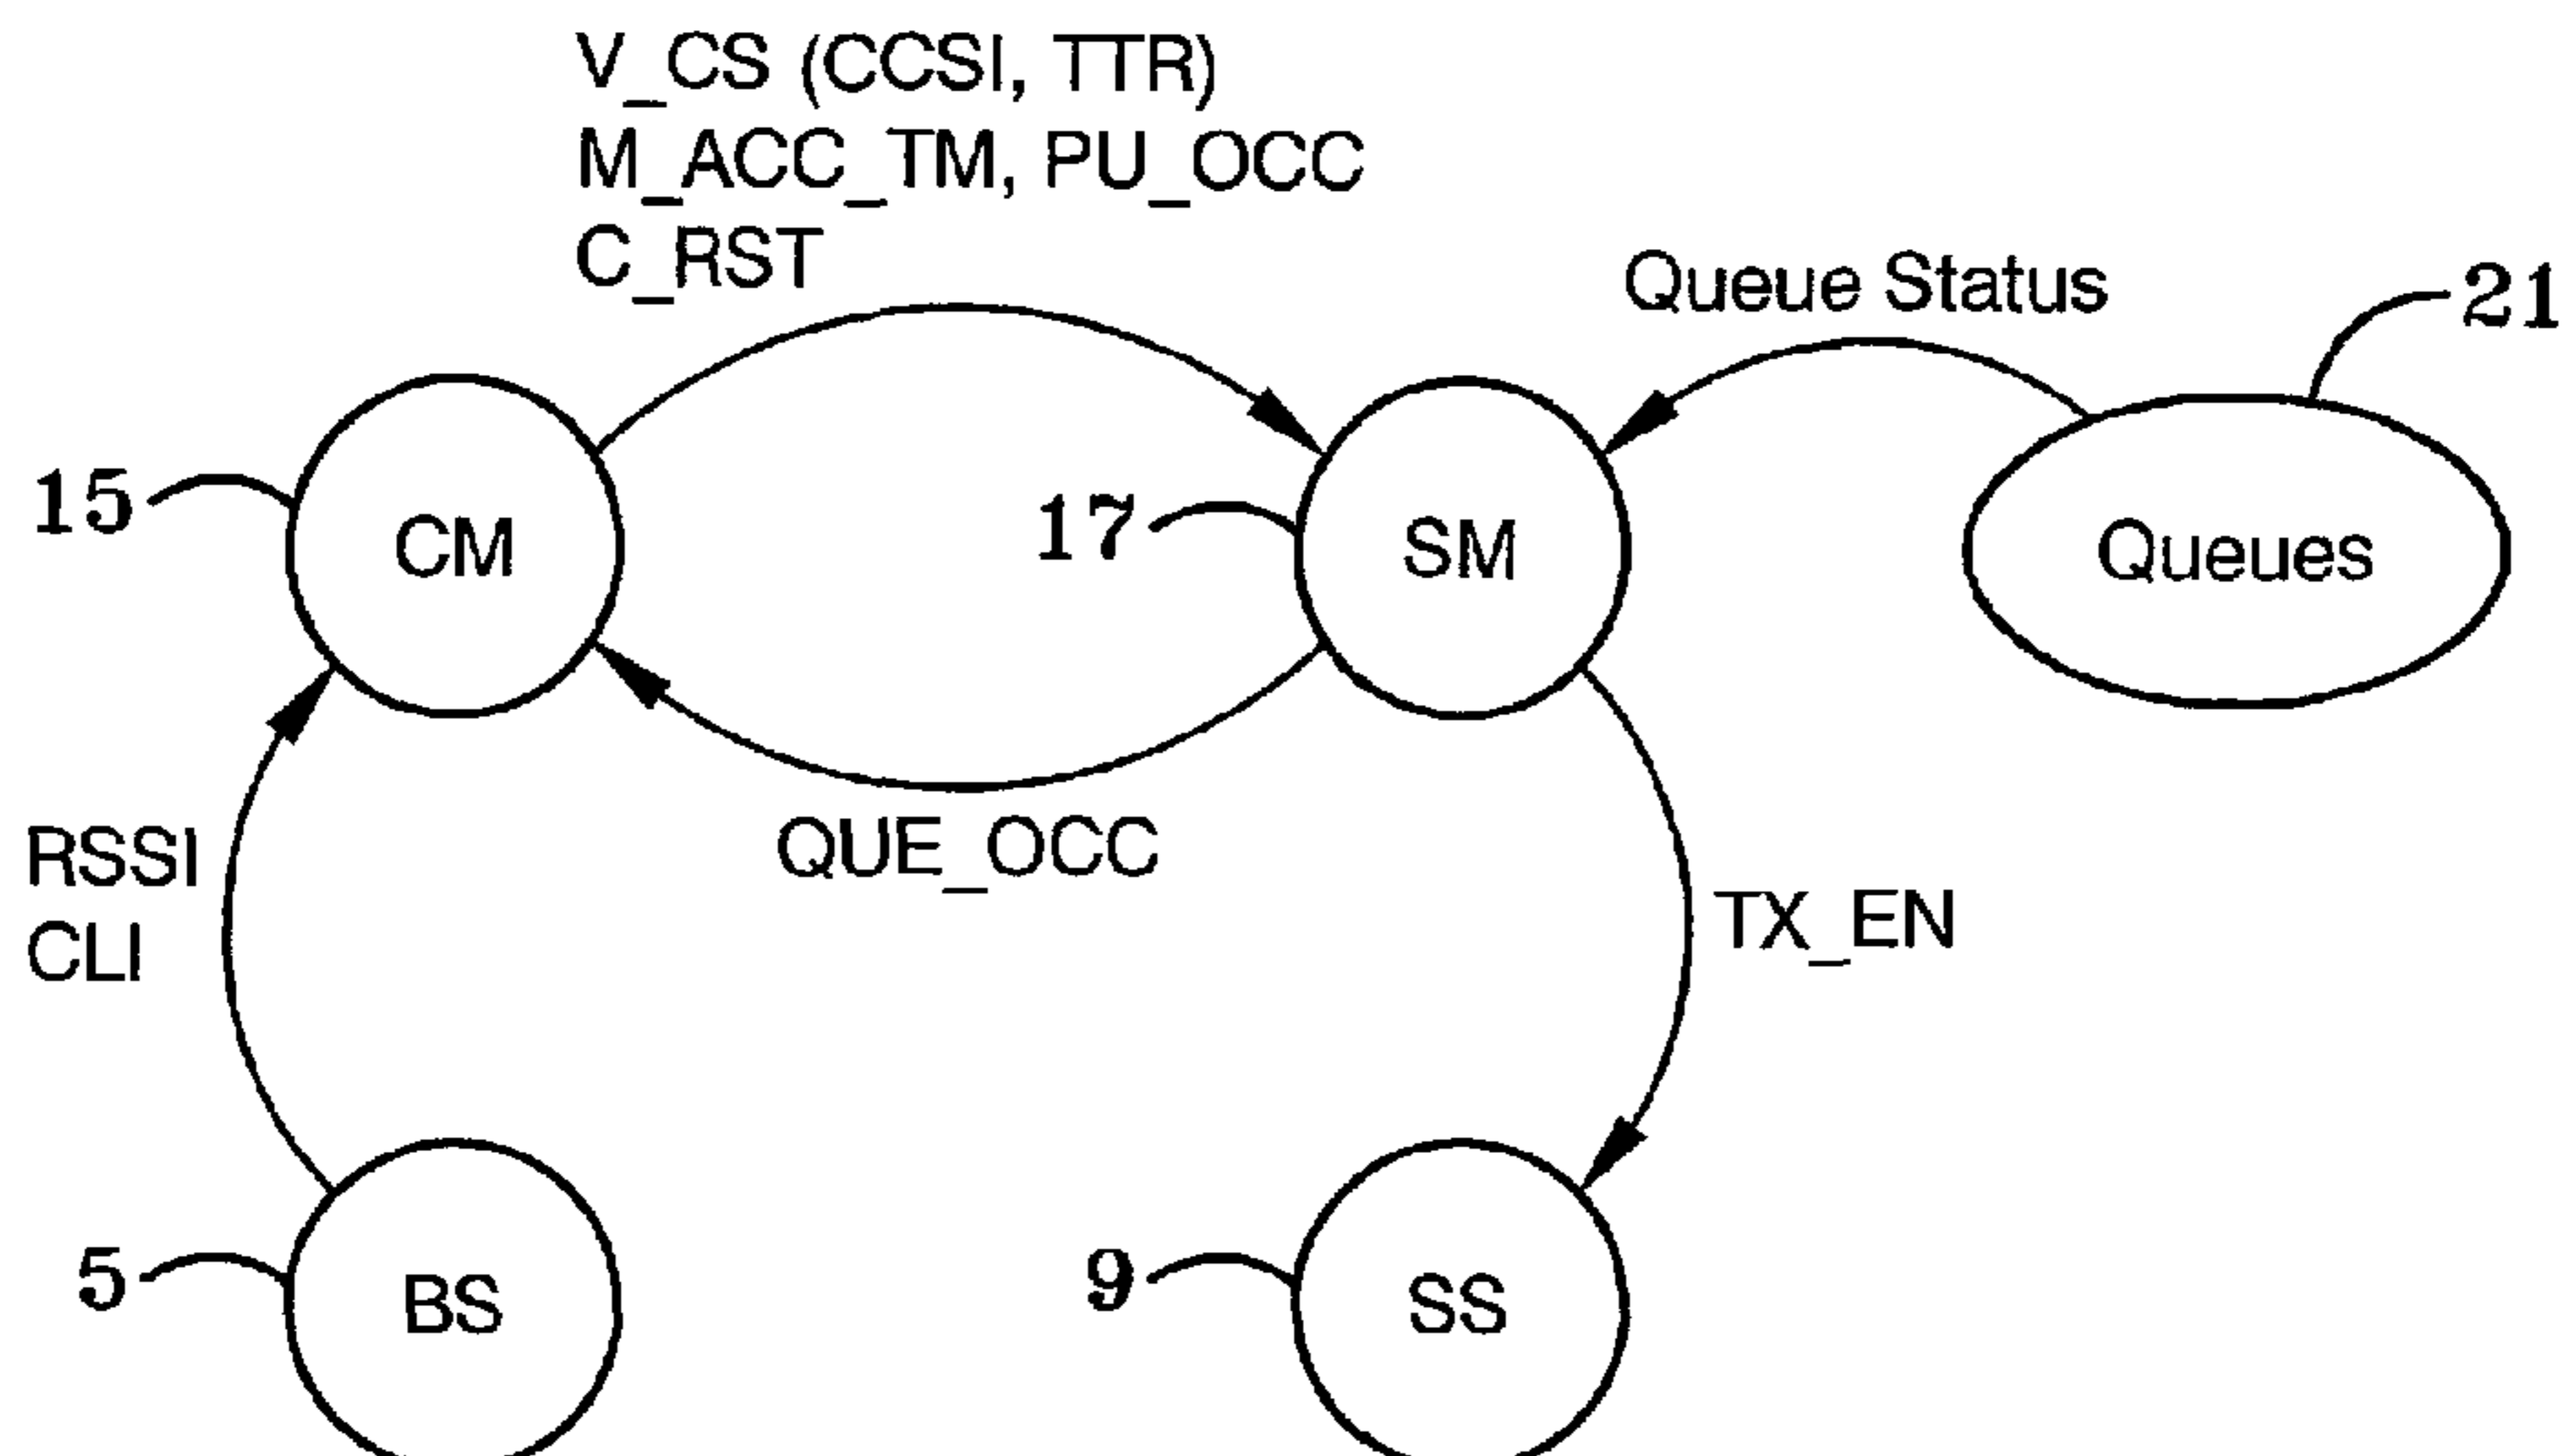 V_CS (CCSI, TTR)
M_ACC_TM, PU_OCC
C_RST
Queue Status
21
15
CM
17
SM
Queues
RSSI
CLI
QUE_OCC
TX_EN
5
BS
9
SS